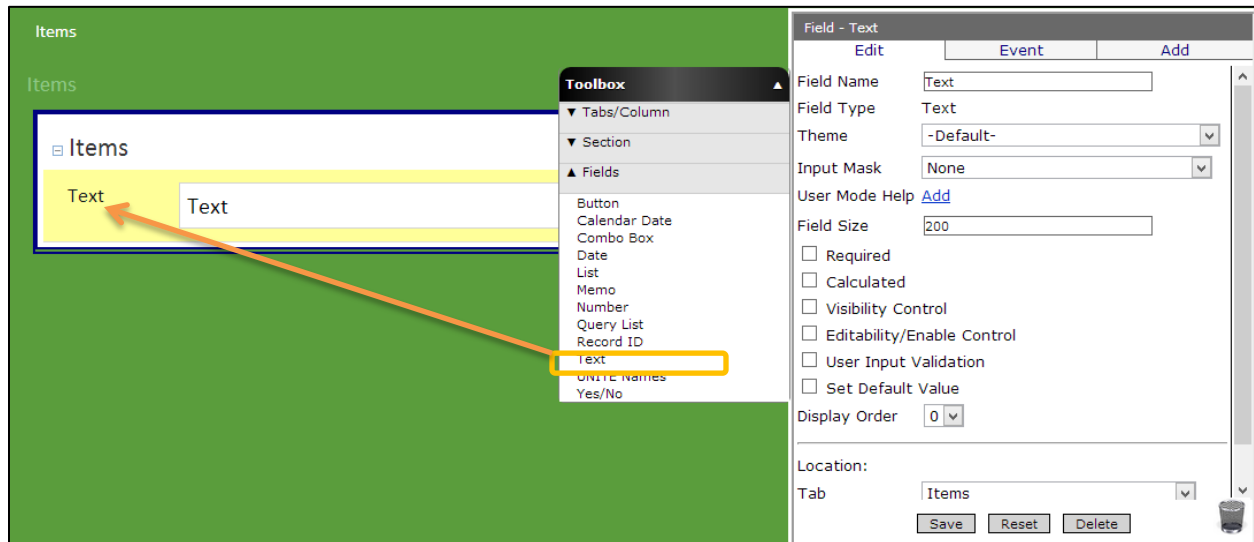 Items
Items
Items
Text
Text
Toolbox ▲
▼ Tabs/Column
▼ Section
▲ Fields
Button
Calendar Date
Combo Box
Date
List
Memo
Number
Query List
Record ID
Text
UNITE Names
Yes/No
Field - Text
Edit Event Add
Field Name Text
Field Type Text
Theme -Default-
Input Mask None
User Mode Help Add
Field Size 200
Required
Calculated
Visibility Control
Editability/Enable Control
User Input Validation
Set Default Value
Display Order 0
Location:
Tab Items
Save Reset Delete